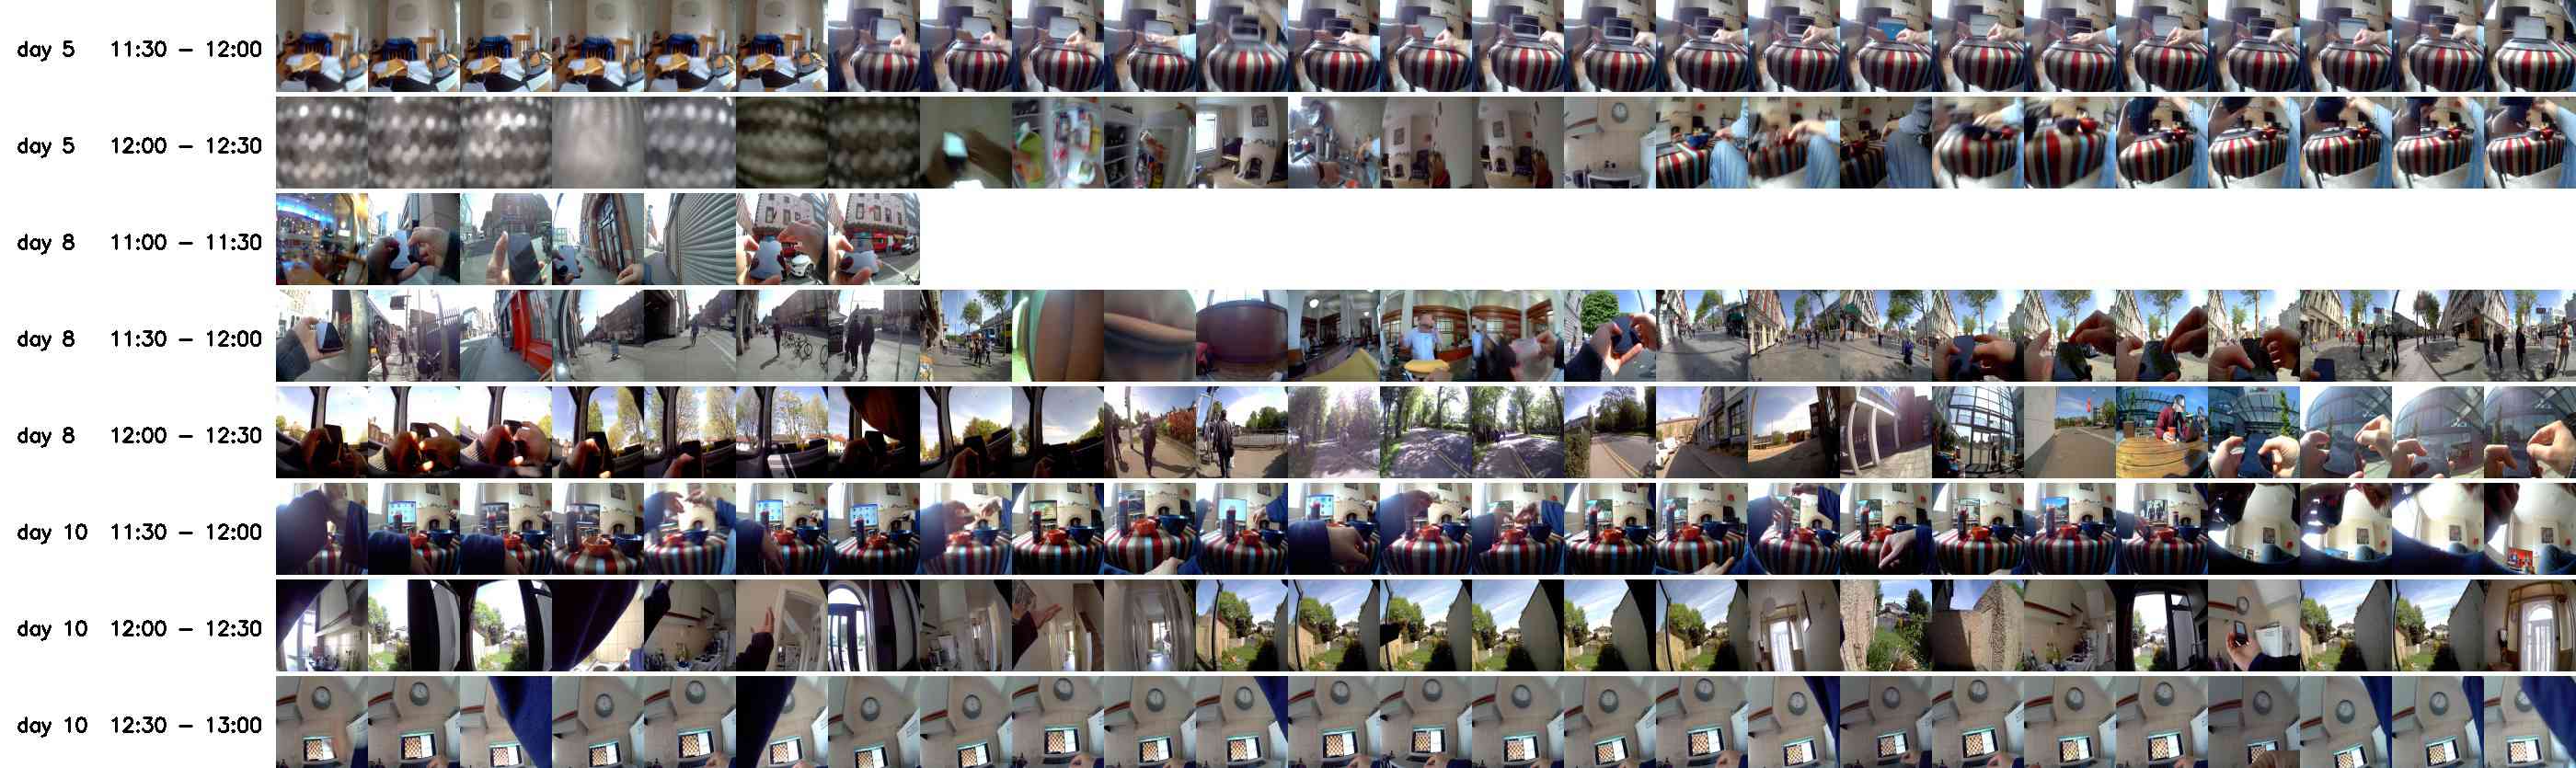 day 5 11:30 – 12:00
day 5 12:00 – 12:30
day 8 11:00 – 11:30
day 8 11:30 – 12:00
day 8 12:00 – 12:30
day 10 11:30 – 12:00
day 10 12:00 – 12:30
day 10 12:30 – 13:00